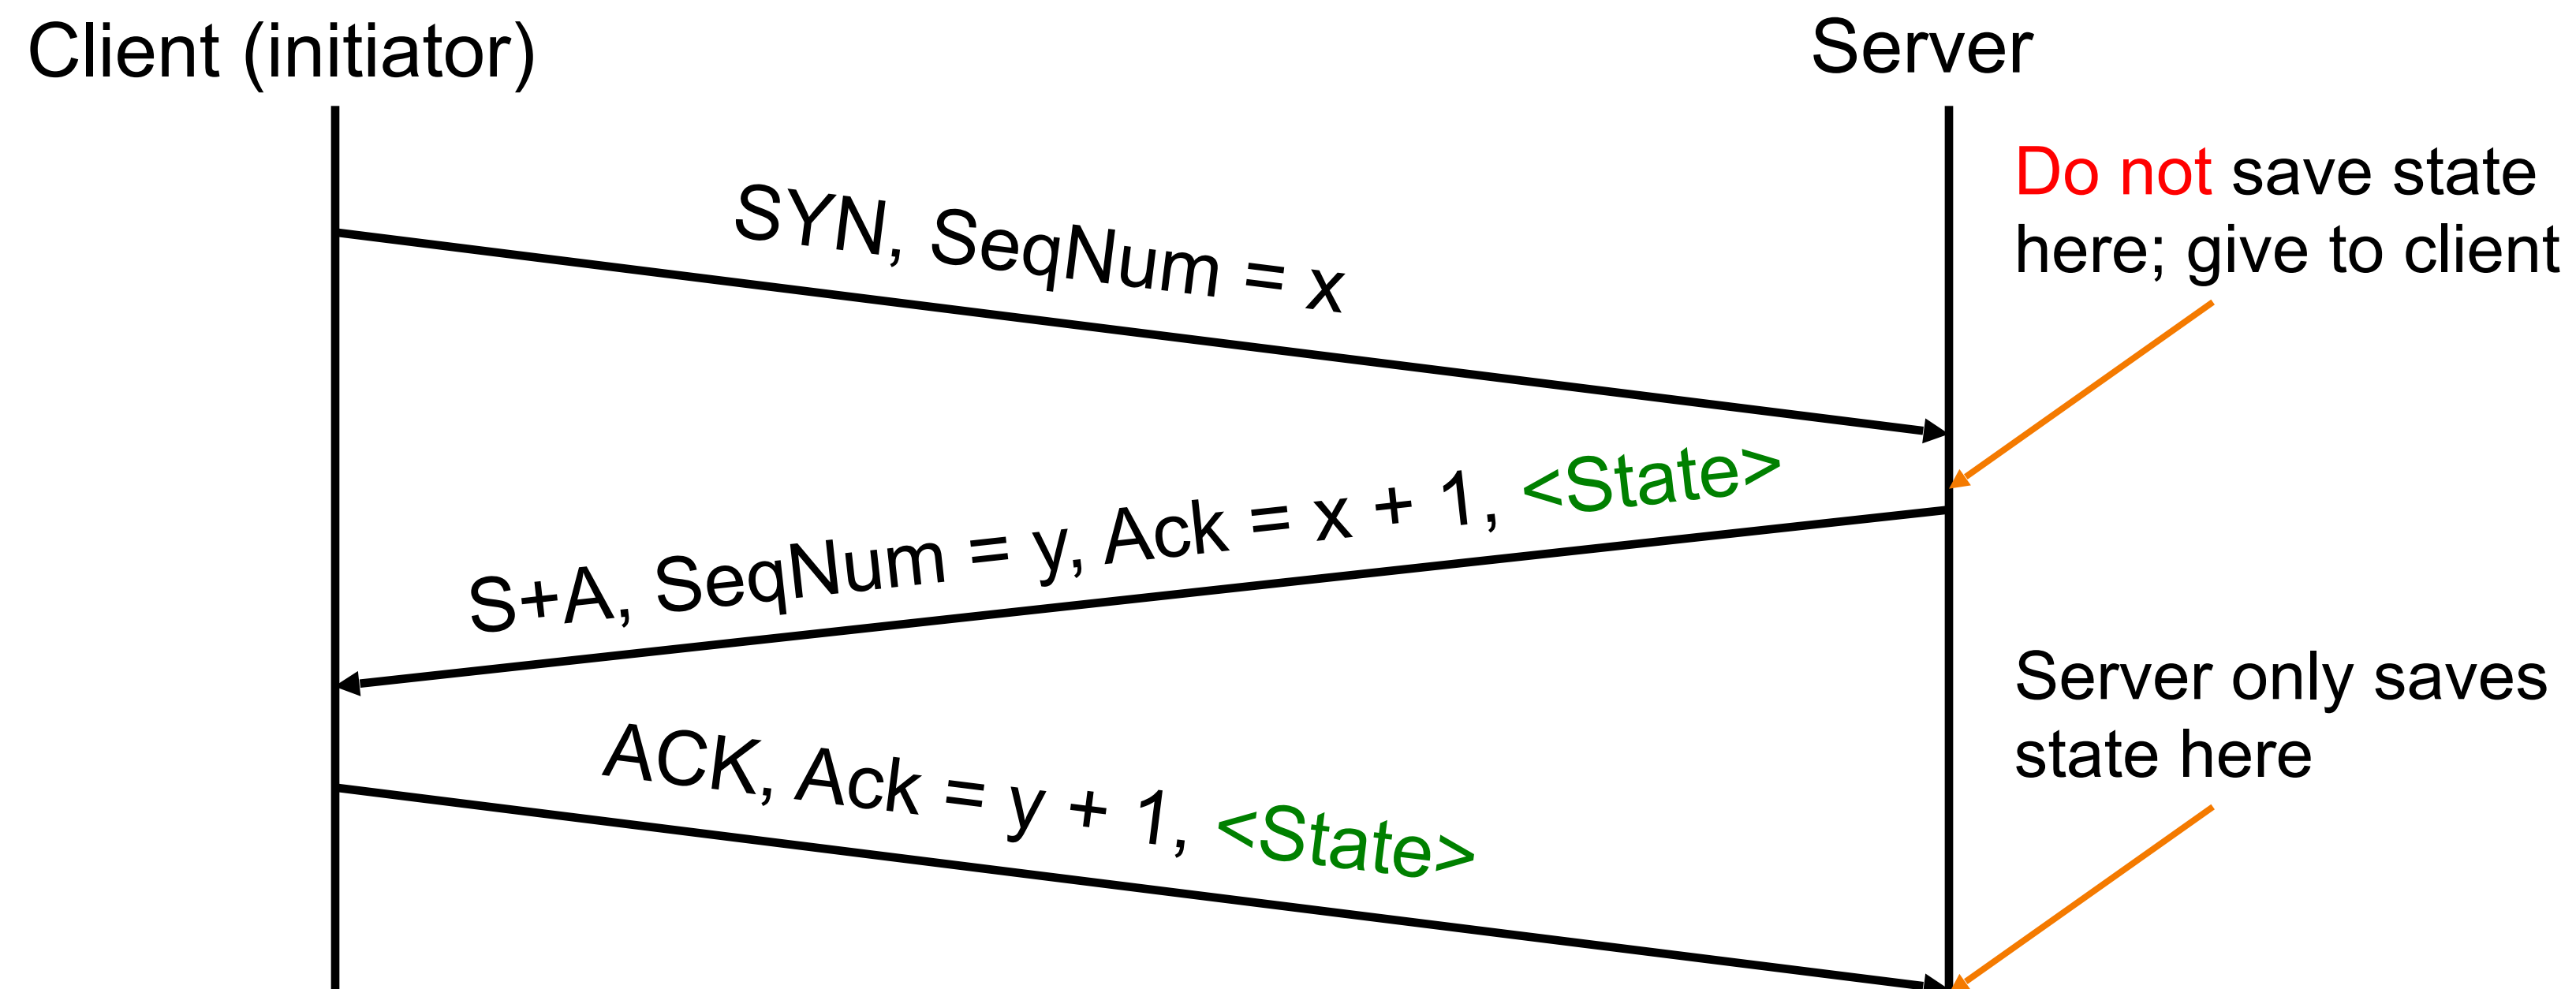 Client (initiator)
Server
Do not save state
here; give to client
SYN, SeqNum = x
S+A, SeqNum = y, Ack = x + 1, <State>
Server only saves
state here
ACK, Ack = y + 1, <State>